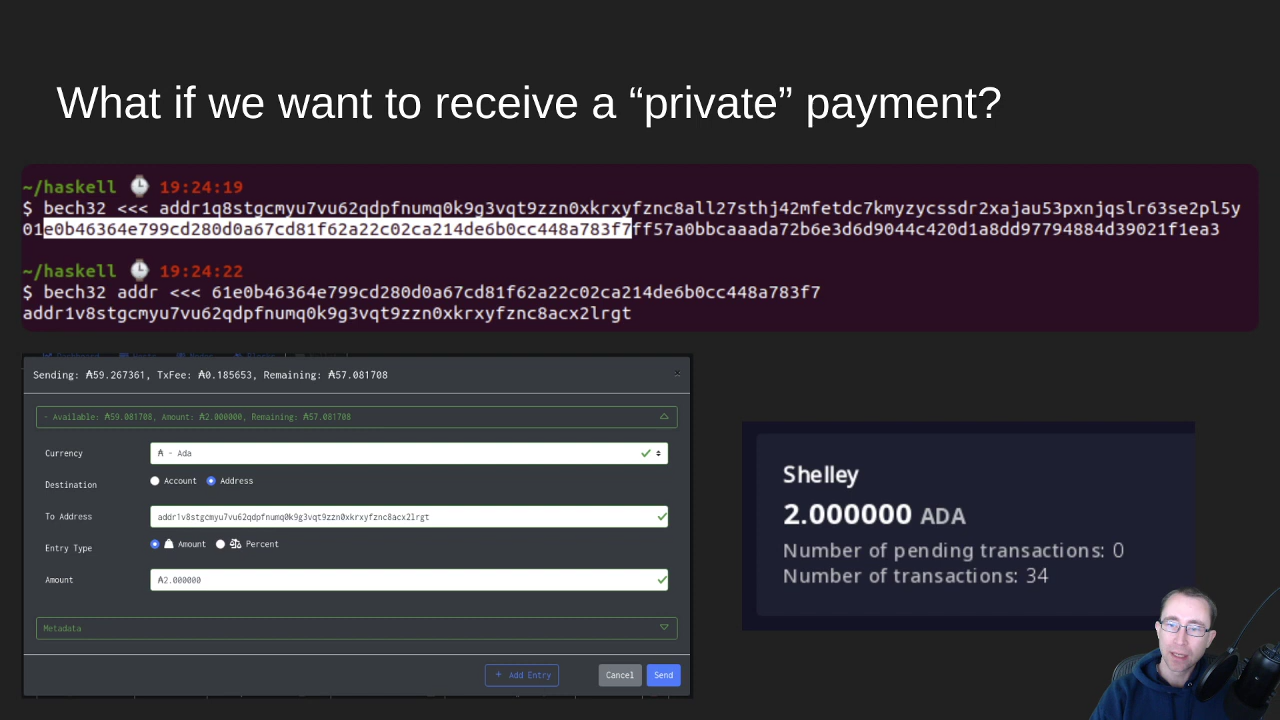 What if we want to receive a “private” payment?
~/haskell 🕒 19:24:19
$ bech32 <<< addr1q8stgcmyu7vu62qdpfnumq0k9g3vqt9zzn0xkrxyfznc8all27sthj42mfetdc7kmyzycssdr2xajau53pxnjqslr63se2pl5y
01e0b46364e799cd280d0a67cd81f62a22c02ca214de6b0cc448a783f7ff57a0bbcaaada72b6e3d6d9044c420d1a8dd97794884d39021f1ea3
~/haskell 🕒 19:24:22
$ bech32 addr <<< 61e0b46364e799cd280d0a67cd81f62a22c02ca214de6b0cc448a783f7
addr1v8stgcmyu7vu62qdpfnumq0k9g3vqt9zzn0xkrxyfznc8acx2lrgt
Sending: ₳59.267361, TxFee: ₳0.185653, Remaining: ₳57.081708
- Available: ₳59.081708, Amount: ₳2.000000, Remaining: ₳57.081708
Currency ₳ - Ada
Destination Account Address
To Address addr1v8stgcmyu7vu62qdpfnumq0k9g3vqt9zzn0xkrxyfznc8acx2lrgt
Entry Type Amount Percent
Amount ₳2.000000
Metadata
+ Add Entry Cancel Send
Shelley
2.000000 ADA
Number of pending transactions: 0
Number of transactions: 34